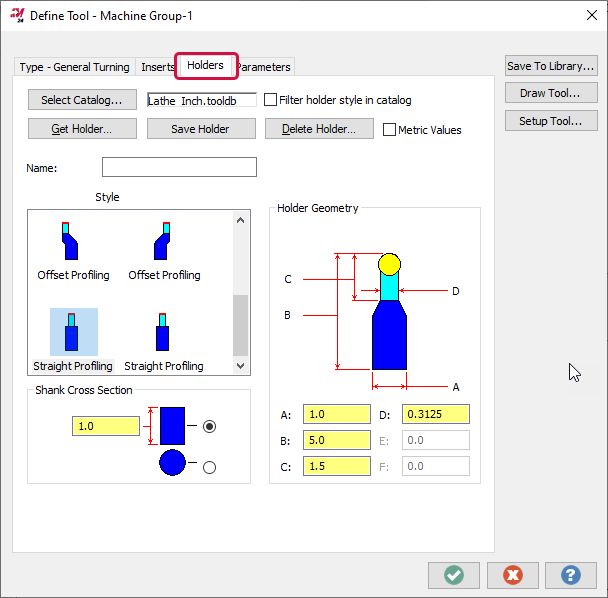 Define Tool - Machine Group-1
Type - General Turning
Inserts
Holders
Parameters
Save To Library...
Select Catalog...
Lathe_Inch.tooldb
Filter holder style in catalog
Draw Tool...
Get Holder...
Save Holder
Delete Holder...
Metric Values
Setup Tool...
Name:
Style
Holder Geometry
Offset Profiling
Offset Profiling
Straight Profiling
Straight Profiling
C
B
D
A
Shank Cross Section
1.0
A: 1.0 D: 0.3125
B: 5.0 E: 0.0
C: 1.5 F: 0.0
?